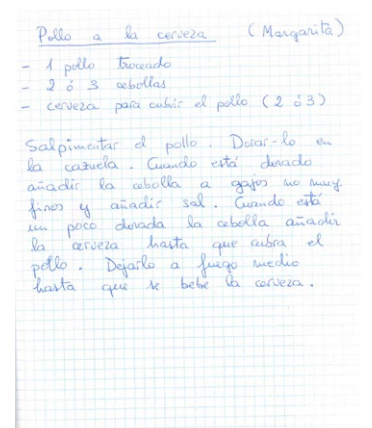 Pollo a la cerveza (Margarita)
- 1 pollo troceado
- 2 ó 3 cebollas
- cerveza para cubrir el pollo (2 ó 3)
Salpimentar el pollo. Dorar-lo en
la cazuela. Cuando está dorado
añadir la cebolla a gajos no muy
finos y añadir sal. Cuando está
un poco dorada la cebolla añadir
la cerveza hasta que cubra el
pollo. Dejarlo a fuego medio
hasta que se bebe la cerveza.